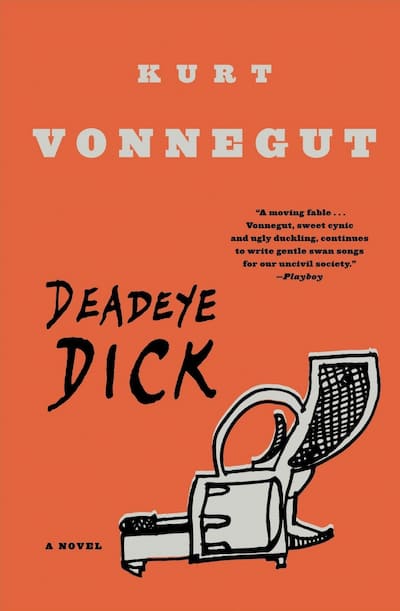 KURT
VONNEGUT
“A moving fable . . .
Vonnegut, sweet cynic
and ugly duckling, continues
to write gentle swan songs
for our uncivil society.”
—Playboy
DEADEYE
DICK
A NOVEL